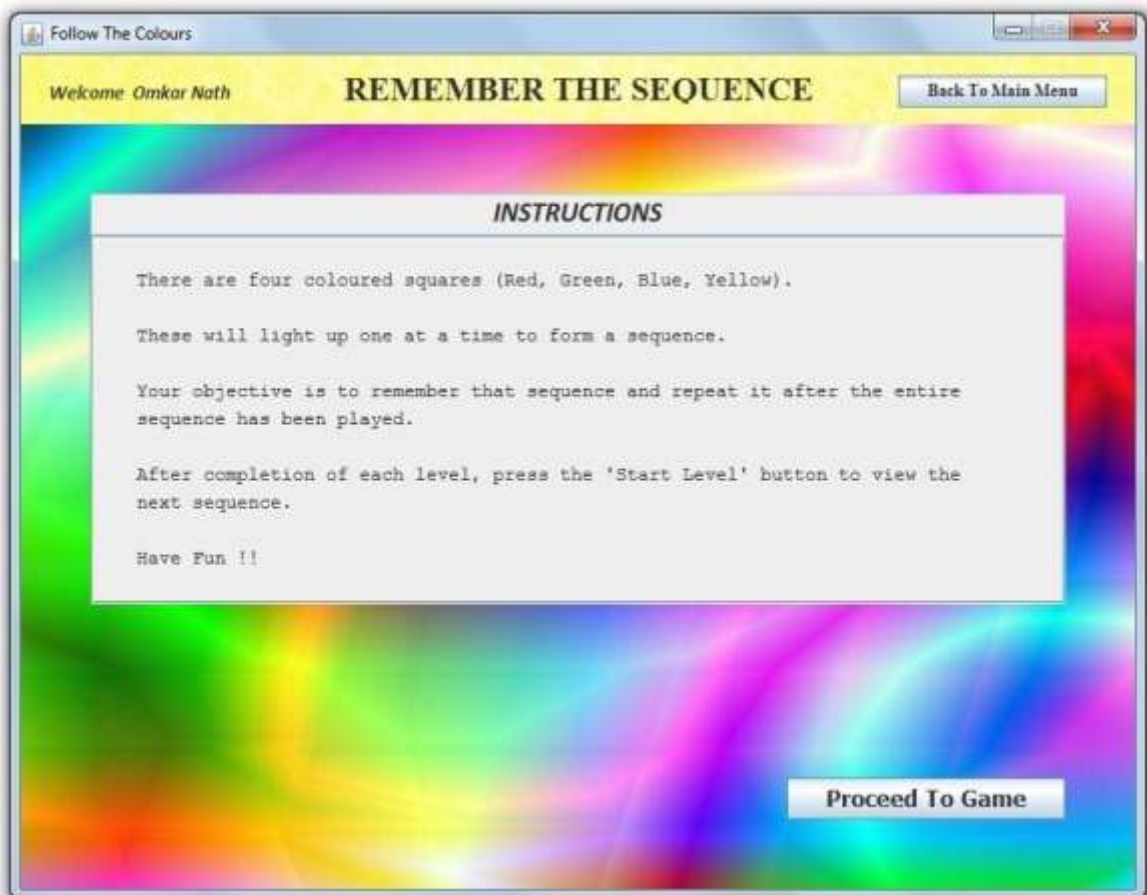 Follow The Colours
Welcome Omkar Nath
REMEMBER THE SEQUENCE
Back To Main Menu
INSTRUCTIONS
There are four coloured squares (Red, Green, Blue, Yellow).
These will light up one at a time to form a sequence.
Your objective is to remember that sequence and repeat it after the entire
sequence has been played.
After completion of each level, press the 'Start Level' button to view the
next sequence.
Have Fun !!
Proceed To Game